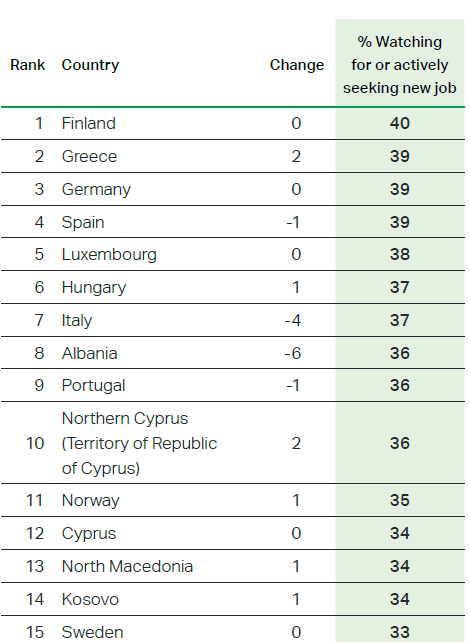 % Watching
Rank Country Change for or actively
seeking new job
1 Finland 0 40
2 Greece 2 39
3 Germany 0 39
4 Spain -1 39
5 Luxembourg 0 38
6 Hungary 1 37
7 Italy -4 37
8 Albania -6 36
9 Portugal -1 36
Northern Cyprus
10 (Territory of Republic 2 36
of Cyprus)
11 Norway 1 35
12 Cyprus 0 34
13 North Macedonia 1 34
14 Kosovo 1 34
15 Sweden 0 33